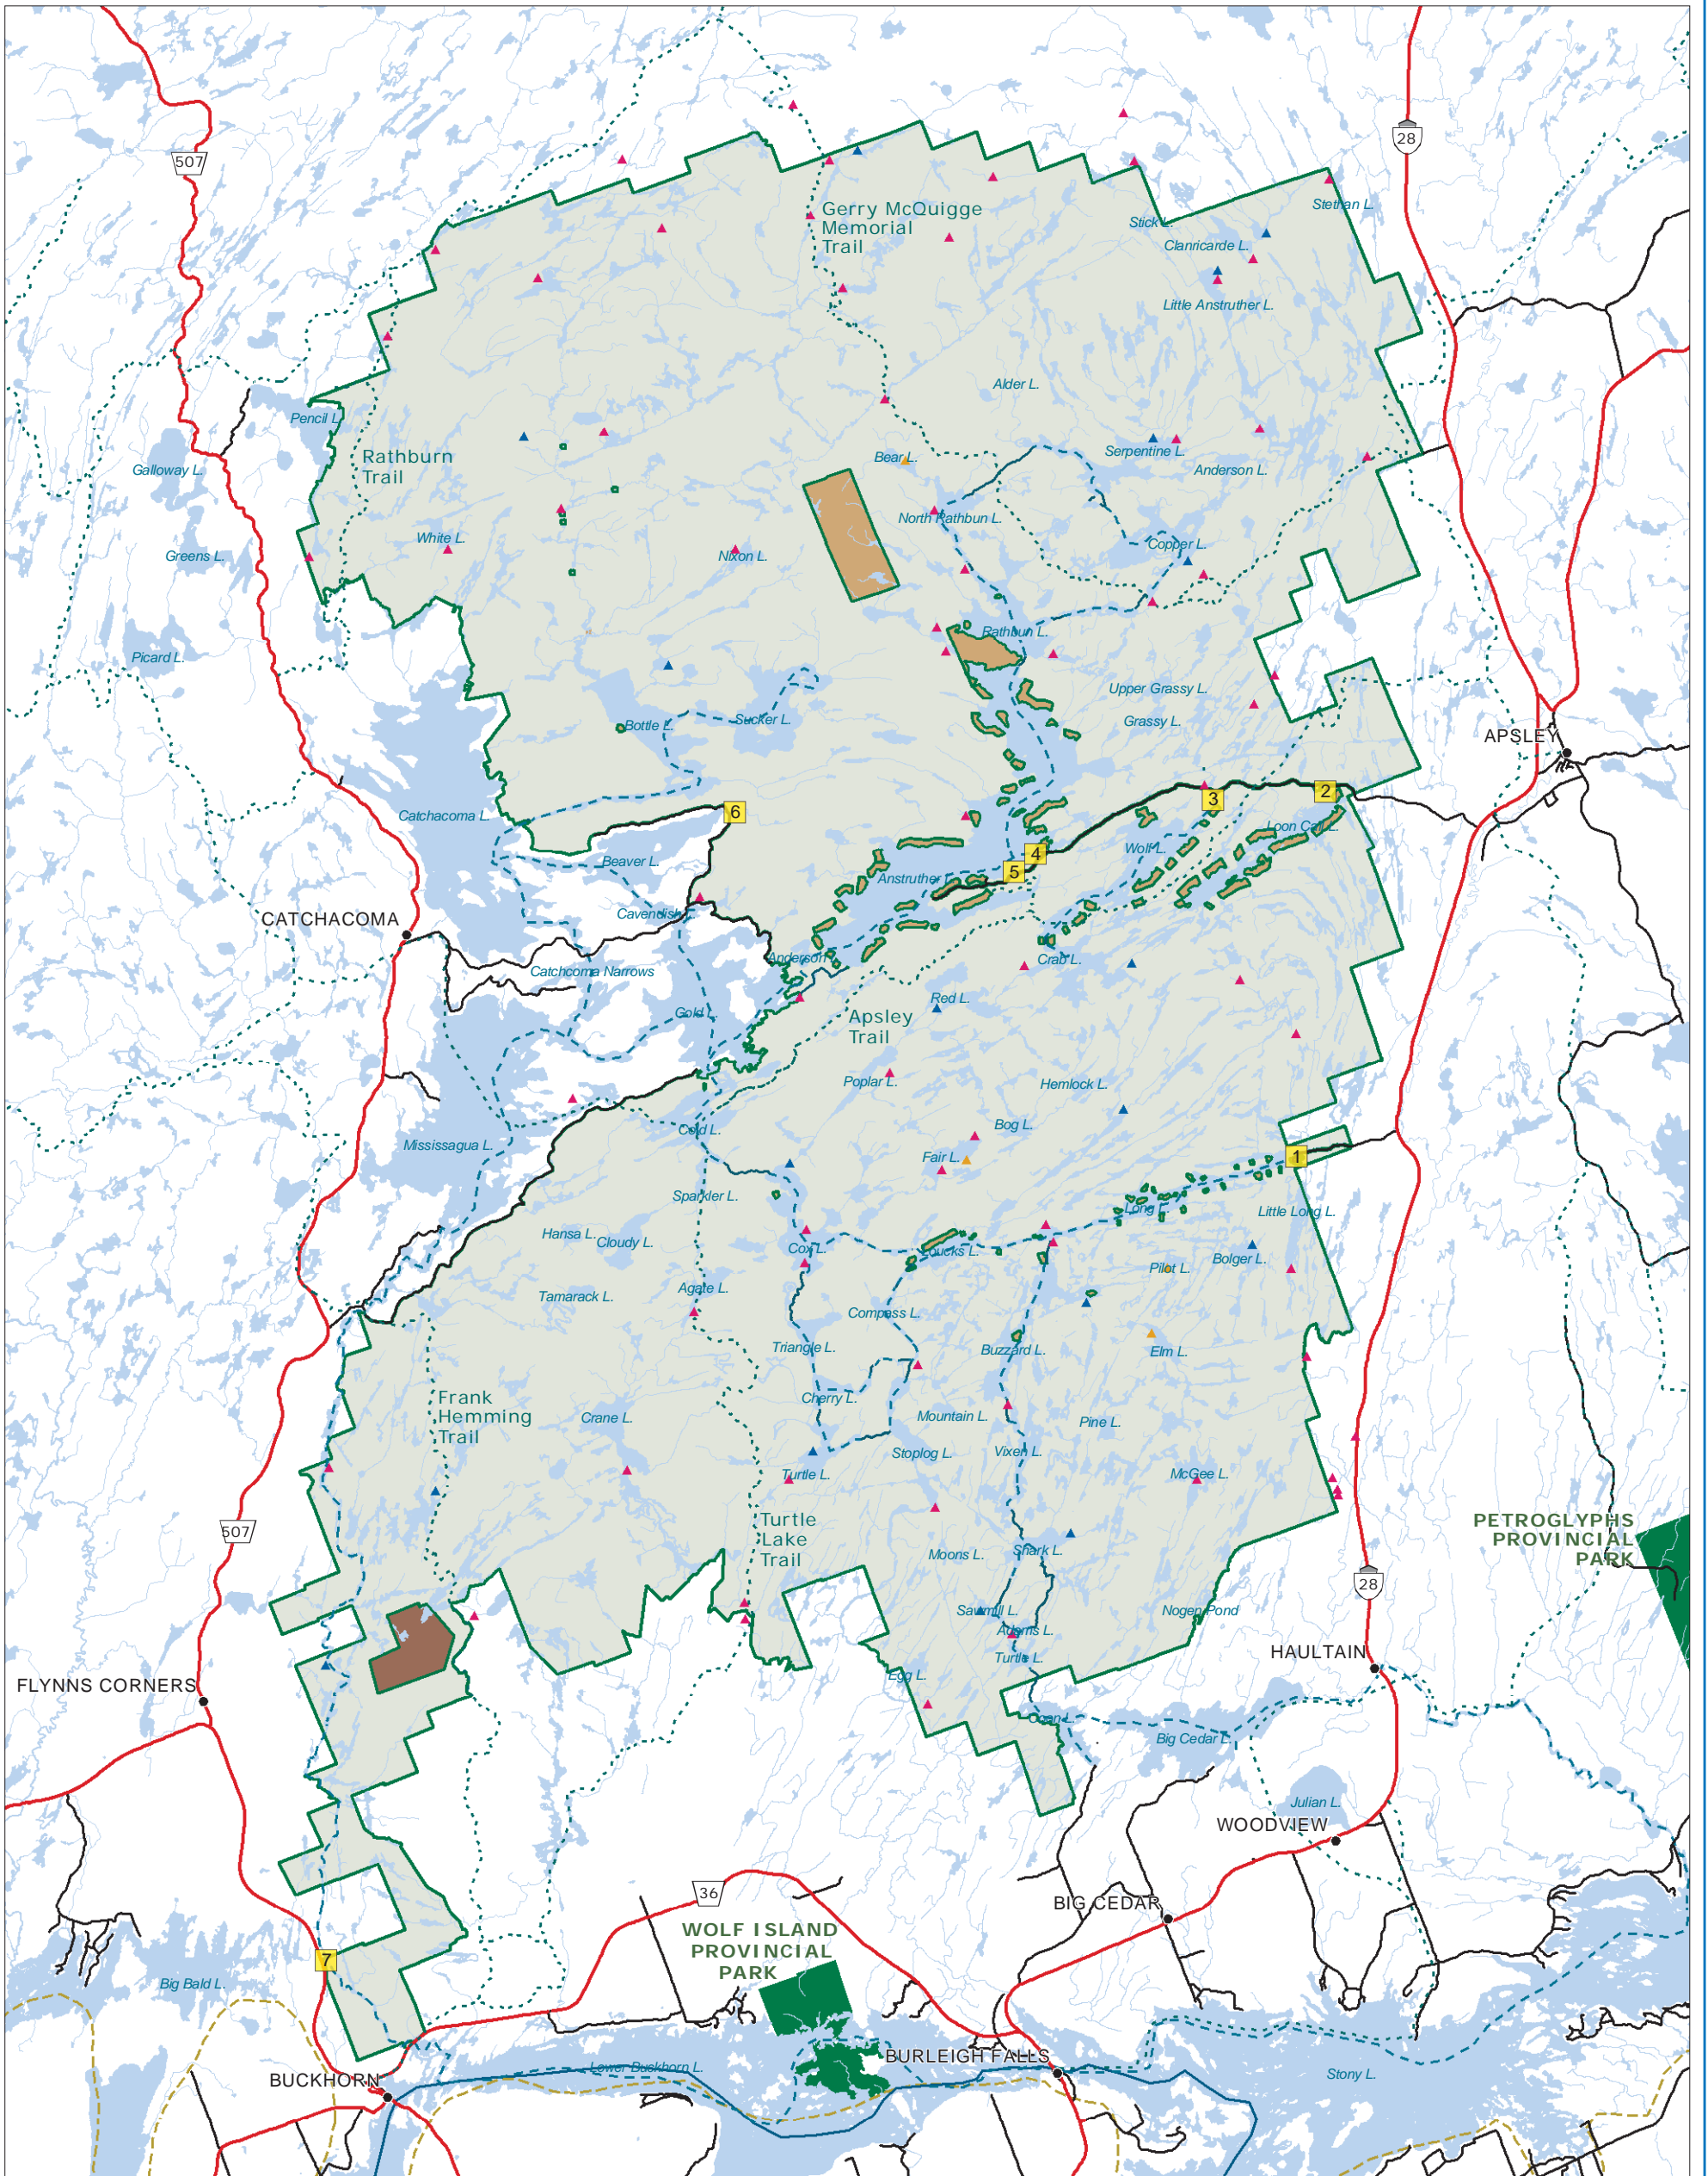 507
28
Gerry McQuigge
Memorial
Trail
Stethan L.
Stick L.
Clanricarde L.
Little Anstruther L.
Alder L.
Pencil L.
Rathburn
Trail
Galloway L.
Bear L.
Serpentine L.
Anderson L.
North Rathbun L.
White L.
Greens L.
Nixon L.
Copper L.
Rathbun L.
Picard L.
Upper Grassy L.
Grassy L.
Sucker L.
Bottle L.
APSLEY
2
3
6
Catchacoma L.
Loon Call L.
Wolf L.
4
5
Beaver L.
Anstruther L.
Cavendish L.
CATCHACOMA
Anderson
Crab L.
Catchcoma Narrows
Red L.
Gold L.
Apsley
Trail
Poplar L.
Hemlock L.
Bog L.
Cold L.
Mississagua L.
Fair L.
1
Sparkler L.
Long L.
Little Long L.
Hansa L.
Cloudy L.
Cox L.
Loucks L.
Bolger L.
Pilot L.
Agate L.
Tamarack L.
Compass L.
Triangle L.
Buzzard L.
Elm L.
Frank
Hemming
Trail
Cherry L.
Crane L.
Mountain L.
Pine L.
Stoplog L.
Vixen L.
Turtle L.
McGee L.
507
Turtle
Lake
Trail
PETROGLYPHS
PROVINCIAL
PARK
Moons L.
Shark L.
28
Sawmill L.
Nogen Pond
Adams L.
HAULTAIN
Turtle L.
Egg L.
FLYNNS CORNERS
Coon L.
Big Cedar L.
Julian L.
WOODVIEW
36
BIG CEDAR
WOLF ISLAND
PROVINCIAL
PARK
7
Big Bald L.
BURLEIGH FALLS
Lower Buckhorn L.
Stony L.
BUCKHORN